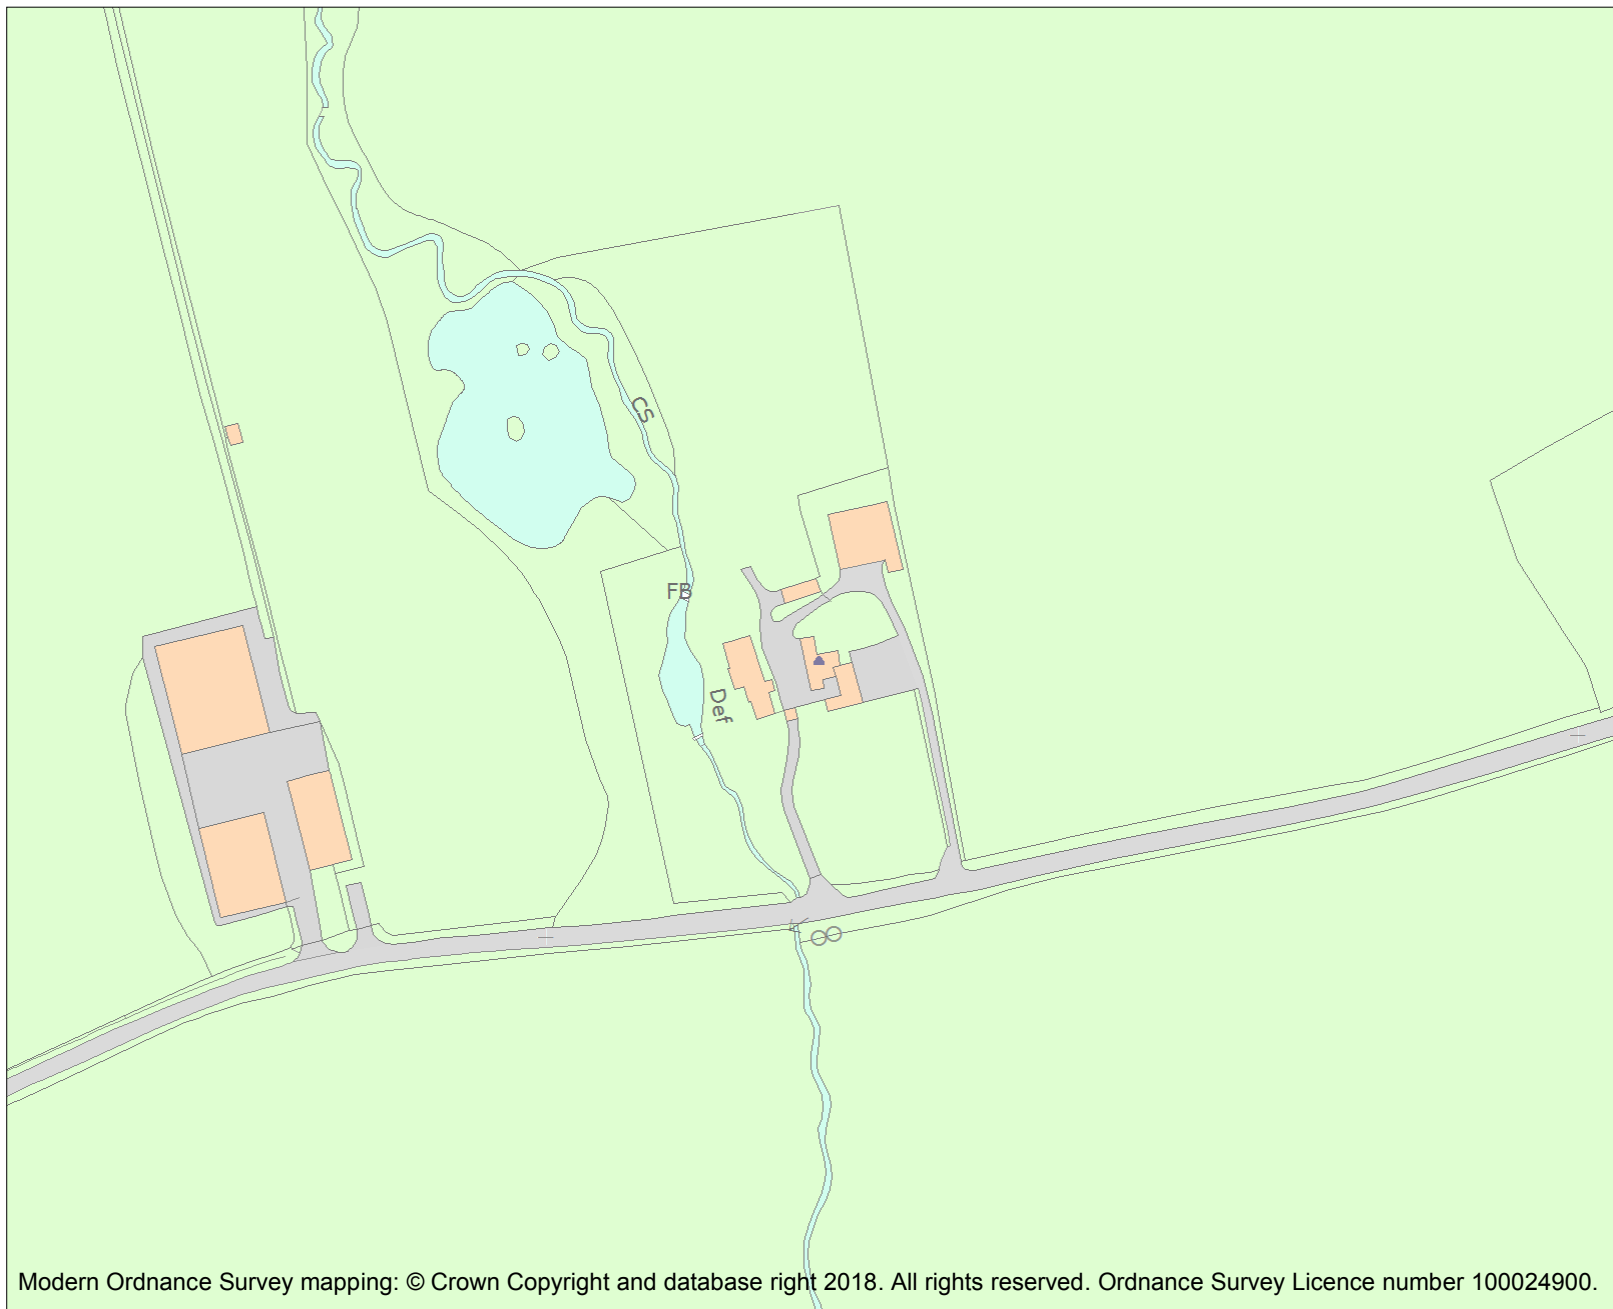 CS
FB
Def
Modern Ordnance Survey mapping: © Crown Copyright and database right 2018. All rights reserved. Ordnance Survey Licence number 100024900.